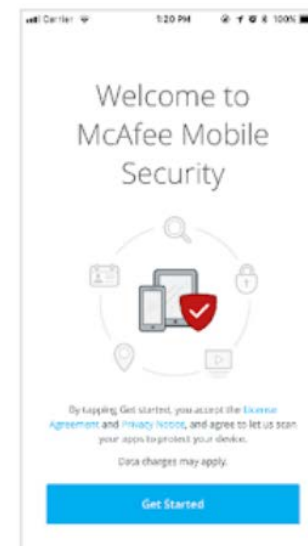 Carrier 1:20 PM 100%
Welcome to
McAfee Mobile
Security
By tapping Get started, you accept the License
Agreement and Privacy Notice, and agree to let us scan
your apps to protect your device.
Data charges may apply.
Get Started